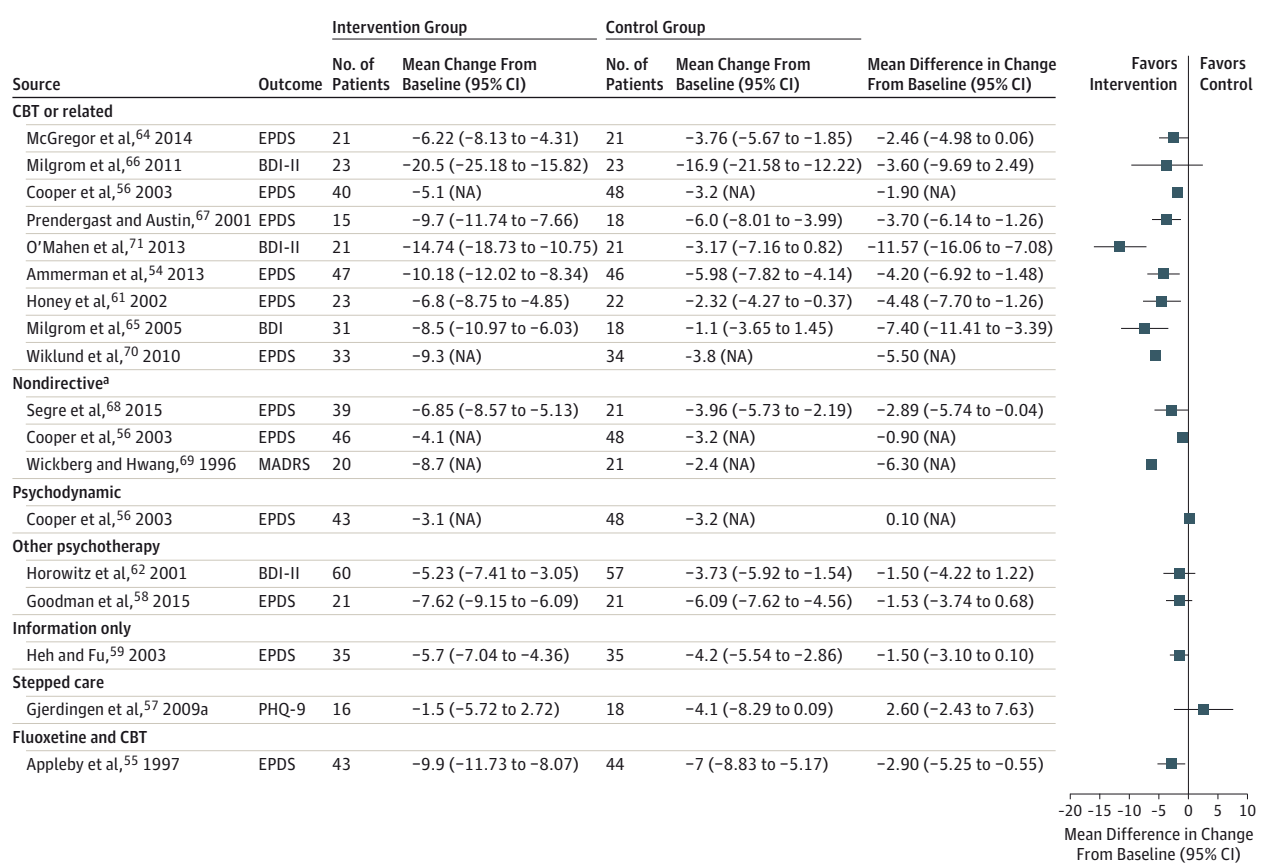 Intervention Group Control Group
No. of Mean Change From No. of Mean Change From Mean Difference in Change Favors Favors
Source Outcome Patients Baseline (95% CI) Patients Baseline (95% CI) From Baseline (95% CI) Intervention Control
CBT or related
McGregor et al,64 2014 EPDS 21 −6.22 (−8.13 to −4.31) 21 −3.76 (−5.67 to −1.85) −2.46 (−4.98 to 0.06)
Milgrom et al,66 2011 BDI-II 23 −20.5 (−25.18 to −15.82) 23 −16.9 (−21.58 to −12.22) −3.60 (−9.69 to 2.49)
Cooper et al,56 2003 EPDS 40 −5.1 (NA) 48 −3.2 (NA) −1.90 (NA)
Prendergast and Austin,67 2001 EPDS 15 −9.7 (−11.74 to −7.66) 18 −6.0 (−8.01 to −3.99) −3.70 (−6.14 to −1.26)
O’Mahen et al,71 2013 BDI-II 21 −14.74 (−18.73 to −10.75) 21 −3.17 (−7.16 to 0.82) −11.57 (−16.06 to −7.08)
Ammerman et al,54 2013 EPDS 47 −10.18 (−12.02 to −8.34) 46 −5.98 (−7.82 to −4.14) −4.20 (−6.92 to −1.48)
Honey et al,61 2002 EPDS 23 −6.8 (−8.75 to −4.85) 22 −2.32 (−4.27 to −0.37) −4.48 (−7.70 to −1.26)
Milgrom et al,65 2005 BDI 31 −8.5 (−10.97 to −6.03) 18 −1.1 (−3.65 to 1.45) −7.40 (−11.41 to −3.39)
Wiklund et al,70 2010 EPDS 33 −9.3 (NA) 34 -3.8 (NA) −5.50 (NA)
Nondirectivea
Segre et al,68 2015 EPDS 39 −6.85 (−8.57 to −5.13) 21 −3.96 (−5.73 to −2.19) −2.89 (−5.74 to −0.04)
Cooper et al,56 2003 EPDS 46 −4.1 (NA) 48 −3.2 (NA) −0.90 (NA)
Wickberg and Hwang,69 1996 MADRS 20 −8.7 (NA) 21 −2.4 (NA) −6.30 (NA)
Psychodynamic
Cooper et al,56 2003 EPDS 43 −3.1 (NA) 48 −3.2 (NA) 0.10 (NA)
Other psychotherapy
Horowitz et al,62 2001 BDI-II 60 −5.23 (−7.41 to −3.05) 57 −3.73 (−5.92 to −1.54) −1.50 (−4.22 to 1.22)
Goodman et al,58 2015 EPDS 21 −7.62 (−9.15 to −6.09) 21 −6.09 (−7.62 to −4.56) −1.53 (−3.74 to 0.68)
Information only
Heh and Fu,59 2003 EPDS 35 −5.7 (−7.04 to −4.36) 35 −4.2 (−5.54 to −2.86) −1.50 (−3.10 to 0.10)
Stepped care
Gjerdingen et al,57 2009a PHQ-9 16 −1.5 (−5.72 to 2.72) 18 −4.1 (−8.29 to 0.09) 2.60 (−2.43 to 7.63)
Fluoxetine and CBT
Appleby et al,55 1997 EPDS 43 −9.9 (−11.73 to −8.07) 44 −7 (−8.83 to −5.17) −2.90 (−5.25 to −0.55)
-20 -15 -10 -5 0 5 10
Mean Difference in Change
From Baseline (95% CI)